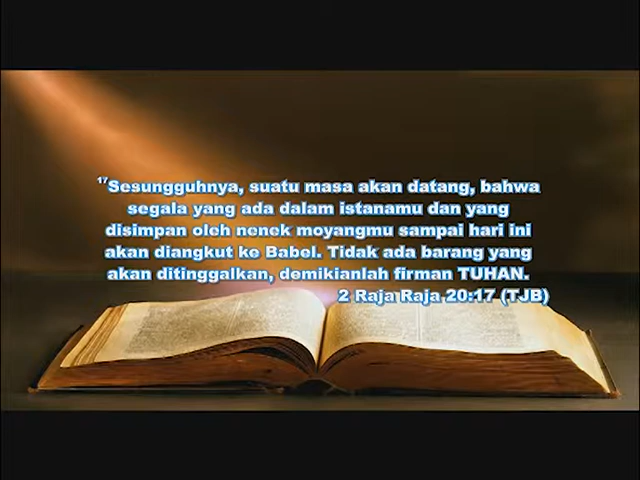 ¹⁷Sesungguhnya, suatu masa akan datang, bahwa
segala yang ada dalam istanamu dan yang
disimpan oleh nenek moyangmu sampai hari ini
akan diangkut ke Babel. Tidak ada barang yang
akan ditinggalkan, demikianlah firman TUHAN.
2 Raja Raja 20:17 (TJB)